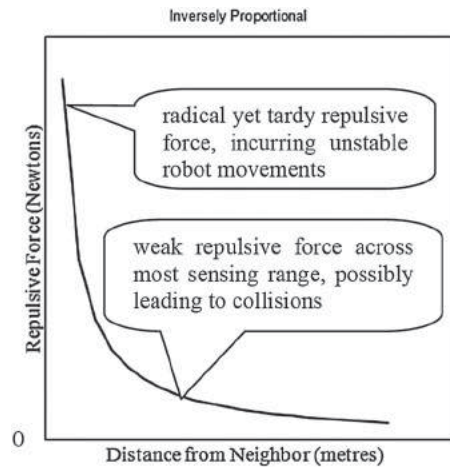 Inversely Proportional
radical yet tardy repulsive
force, incurring unstable
robot movements
weak repulsive force across
most sensing range, possibly
leading to collisions
Repulsive Force (Newtons)
0
Distance from Neighbor (metres)